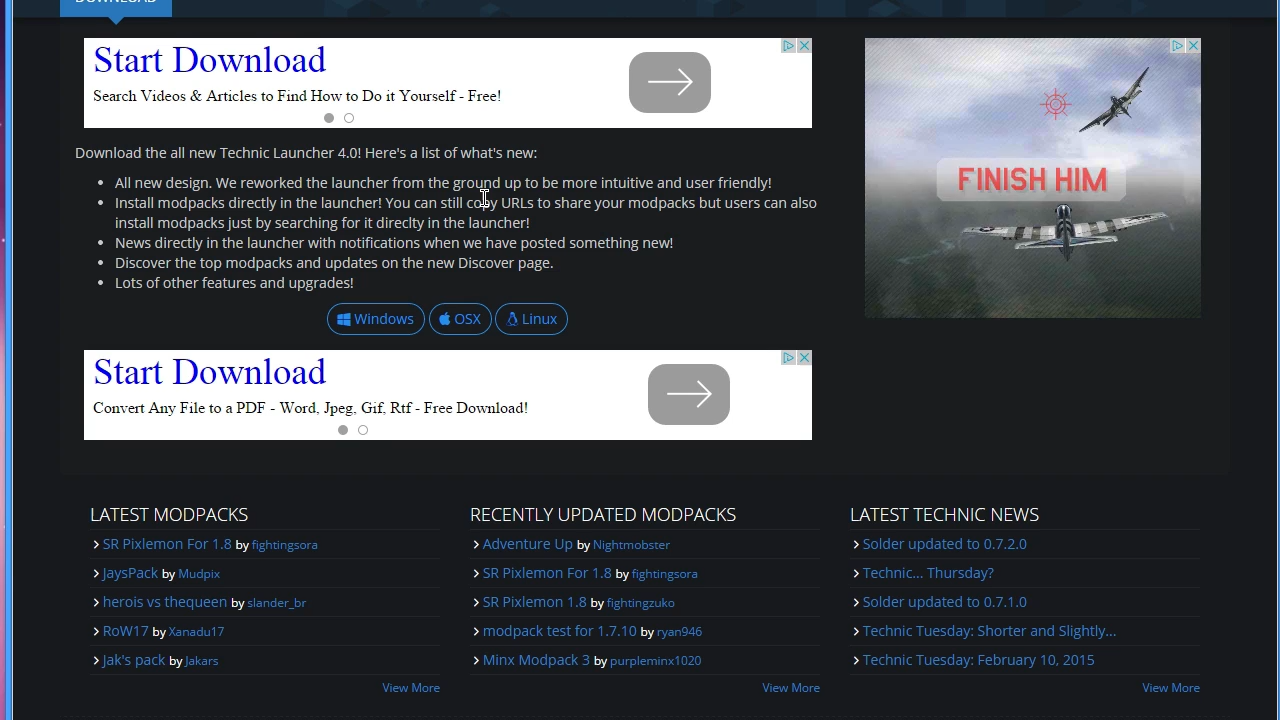 DOWNLOAD
Start Download
Search Videos & Articles to Find How to Do it Yourself - Free!
FINISH HIM
Download the all new Technic Launcher 4.0! Here's a list of what's new:
All new design. We reworked the launcher from the ground up to be more intuitive and user friendly!
Install modpacks directly in the launcher! You can still copy URLs to share your modpacks but users can also
install modpacks just by searching for it direclty in the launcher!
News directly in the launcher with notifications when we have posted something new!
Discover the top modpacks and updates on the new Discover page.
Lots of other features and upgrades!
Windows OSX Linux
Start Download
Convert Any File to a PDF - Word, Jpeg, Gif, Rtf - Free Download!
LATEST MODPACKS
SR Pixlemon For 1.8 by fightingsora
JaysPack by Mudpix
herois vs thequeen by slander_br
RoW17 by Xanadu17
Jak's pack by Jakars
View More
RECENTLY UPDATED MODPACKS
Adventure Up by Nightmobster
SR Pixlemon For 1.8 by fightingsora
SR Pixlemon 1.8 by fightingzuko
modpack test for 1.7.10 by ryan946
Minx Modpack 3 by purpleminx1020
View More
LATEST TECHNIC NEWS
Solder updated to 0.7.2.0
Technic... Thursday?
Solder updated to 0.7.1.0
Technic Tuesday: Shorter and Slightly...
Technic Tuesday: February 10, 2015
View More